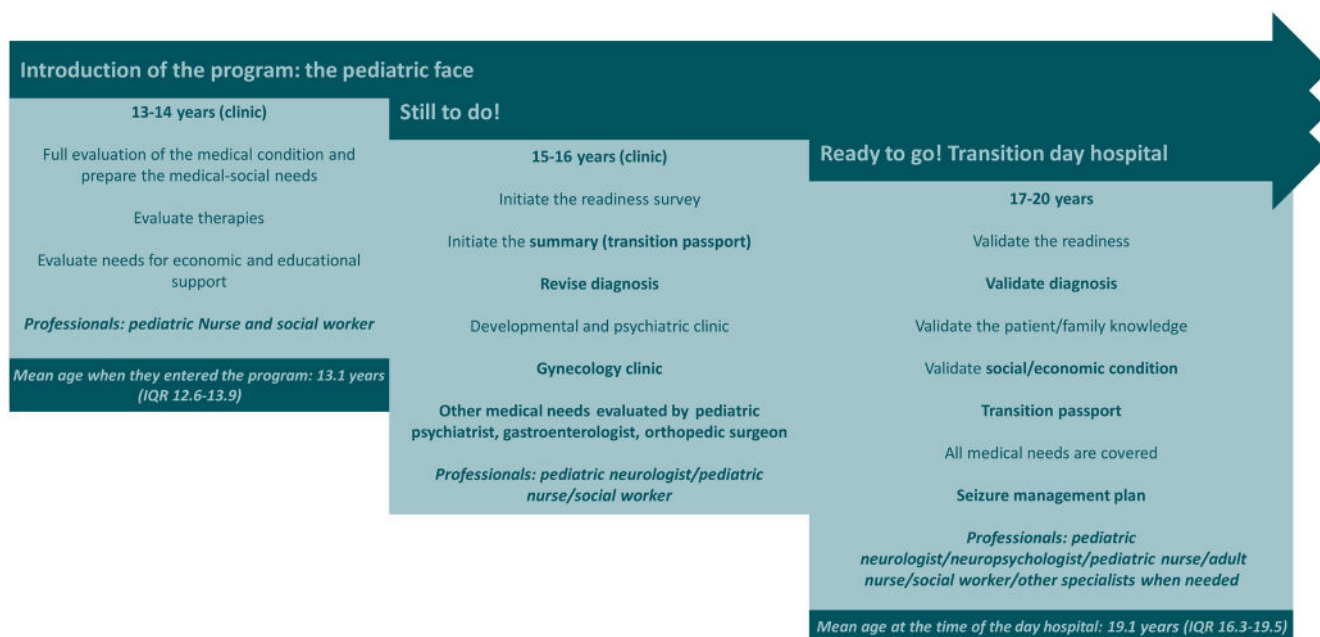 Introduction of the program: the pediatric face
13-14 years (clinic)
Full evaluation of the medical condition and
prepare the medical-social needs
Evaluate therapies
Evaluate needs for economic and educational
support
Professionals: pediatric Nurse and social worker
Mean age when they entered the program: 13.1 years
(IQR 12.6-13.9)
Still to do!
15-16 years (clinic)
Initiate the readiness survey
Initiate the summary (transition passport)
Revise diagnosis
Developmental and psychiatric clinic
Gynecology clinic
Other medical needs evaluated by pediatric
psychiatrist, gastroenterologist, orthopedic surgeon
Professionals: pediatric neurologist/pediatric
nurse/social worker
Ready to go! Transition day hospital
17-20 years
Validate the readiness
Validate diagnosis
Validate the patient/family knowledge
Validate social/economic condition
Transition passport
All medical needs are covered
Seizure management plan
Professionals: pediatric
neurologist/neuropsychologist/pediatric nurse/adult
nurse/social worker/other specialists when needed
Mean age at the time of the day hospital: 19.1 years (IQR 16.3-19.5)